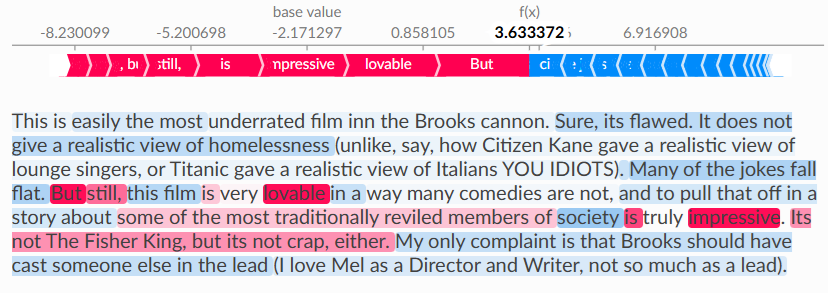 base value f(x)
-8.230099 -5.200698 -2.171297 0.858105 3.633372 6.916908
, bu still, is mpressive lovable But ci
This is easily the most underrated film inn the Brooks cannon. Sure, its flawed. It does not
give a realistic view of homelessness (unlike, say, how Citizen Kane gave a realistic view of
lounge singers, or Titanic gave a realistic view of Italians YOU IDIOTS). Many of the jokes fall
flat. But still, this film is very lovable in a way many comedies are not, and to pull that off in a
story about some of the most traditionally reviled members of society is truly impressive. Its
not The Fisher King, but its not crap, either. My only complaint is that Brooks should have
cast someone else in the lead (I love Mel as a Director and Writer, not so much as a lead).